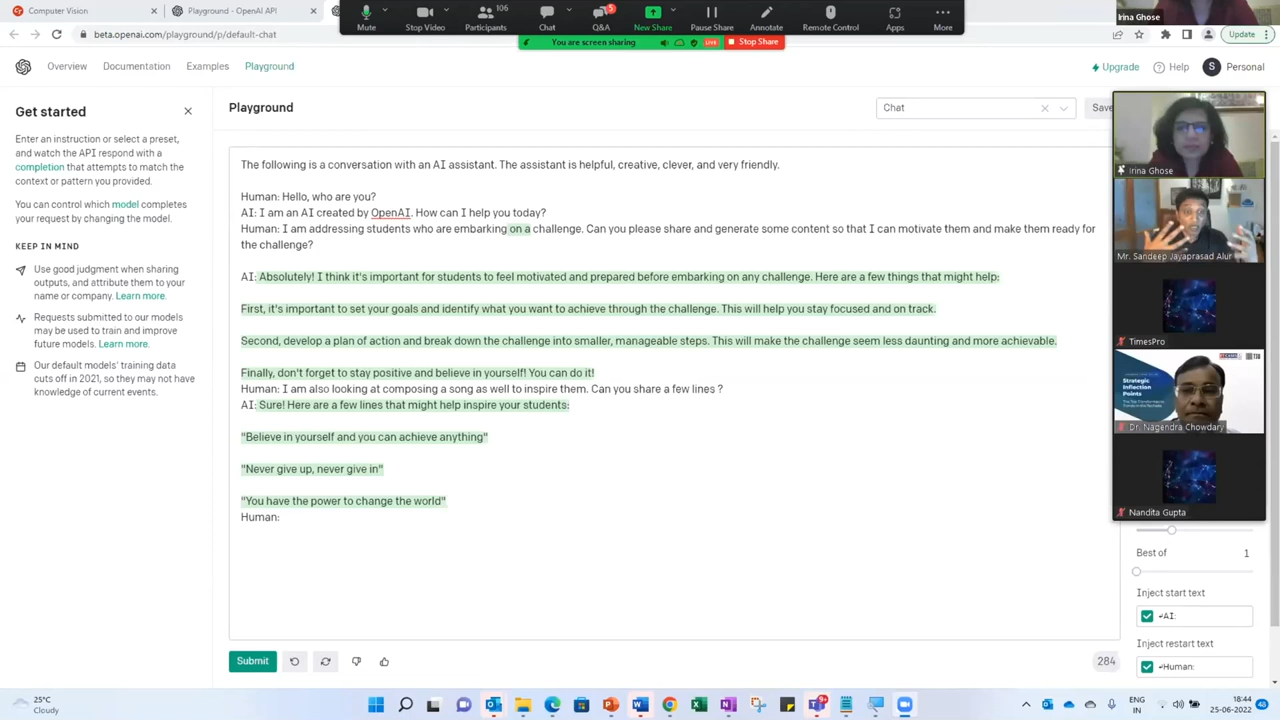 Computer Vision
Playground - OpenAI API
beta.openai.com/playground/p/default-chat
Mute
Stop Video
106
Participants
Chat
5
Q&A
New Share
Pause Share
Annotate
Remote Control
Apps
More
You are screen sharing
LIVE
Stop Share
Irina Ghose
Update
Overview
Documentation
Examples
Playground
Upgrade
Help
S
Personal
Get started
Enter an instruction or select a preset,
and watch the API respond with a
completion that attempts to match the
context or pattern you provided.
You can control which model completes
your request by changing the model.
KEEP IN MIND
Use good judgment when sharing
outputs, and attribute them to your
name or company. Learn more.
Requests submitted to our models
may be used to train and improve
future models. Learn more.
Our default models' training data
cuts off in 2021, so they may not have
knowledge of current events.
Playground
Chat
Save
The following is a conversation with an AI assistant. The assistant is helpful, creative, clever, and very friendly.
Human: Hello, who are you?
AI: I am an AI created by OpenAI. How can I help you today?
Human: I am addressing students who are embarking on a challenge. Can you please share and generate some content so that I can motivate them and make them ready for
the challenge?
AI: Absolutely! I think it's important for students to feel motivated and prepared before embarking on any challenge. Here are a few things that might help:
First, it's important to set your goals and identify what you want to achieve through the challenge. This will help you stay focused and on track.
Second, develop a plan of action and break down the challenge into smaller, manageable steps. This will make the challenge seem less daunting and more achievable.
Finally, don't forget to stay positive and believe in yourself! You can do it!
Human: I am also looking at composing a song as well to inspire them. Can you share a few lines ?
AI: Sure! Here are a few lines that might help inspire your students:
"Believe in yourself and you can achieve anything"
"Never give up, never give in"
"You have the power to change the world"
Human:
Submit
284
Irina Ghose
Mr. Sandeep Jayaprasad Alur
TimesPro
Strategic
Inflection
Points
Dr. Nagendra Chowdary
Nandita Gupta
Best of
1
Inject start text
↵AI:
Inject restart text
↵Human:
25°C
Cloudy
9+
ENG
IN
18:44
25-06-2022
48